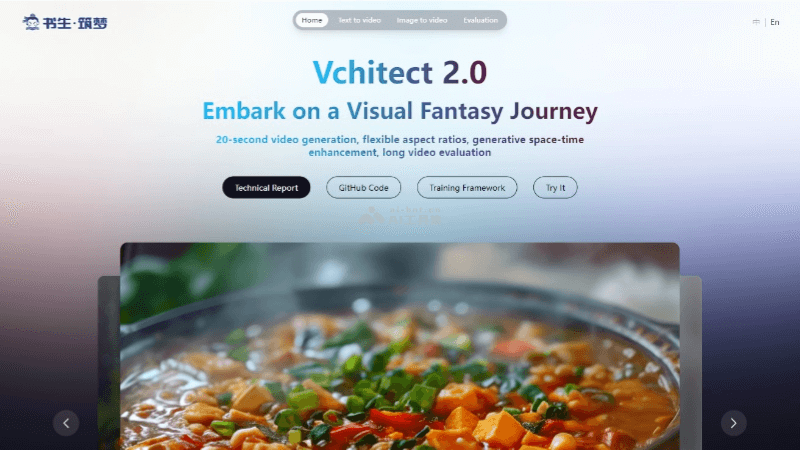 书生·筑梦
Home Text to video Image to video Evaluation
中 | En
Vchitect 2.0
Embark on a Visual Fantasy Journey
20-second video generation, flexible aspect ratios, generative space-time
enhancement, long video evaluation
Technical Report GitHub Code Training Framework Try It